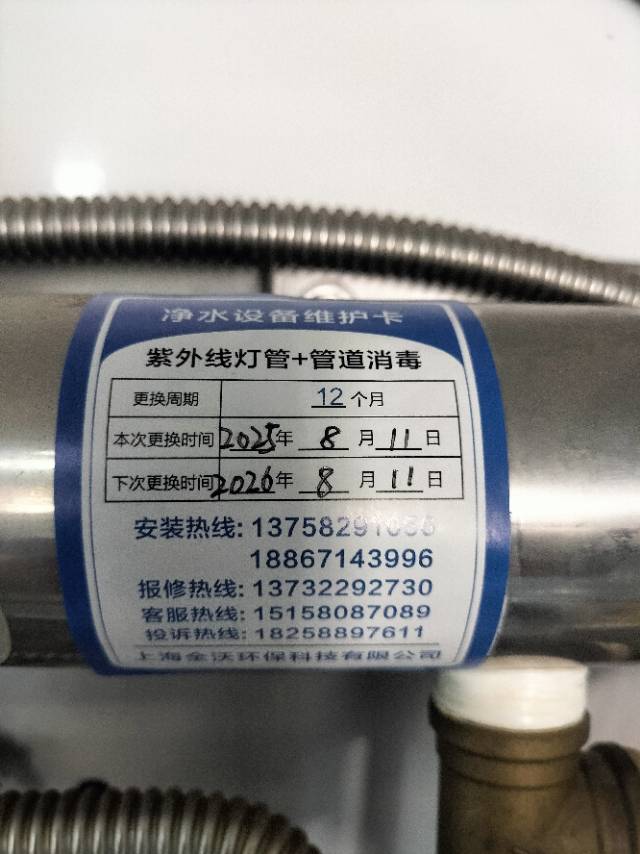 净水设备维护卡
紫外线灯管+管道消毒
更换周期 12 个月
本次更换时间 2025 年 8 月 11 日
下次更换时间 2026 年 8 月 11 日
安装热线:
18867143996
报修热线: 13732292730
客服热线: 15158087089
投诉热线: 18258897611
上海金沃环保科技有限公司